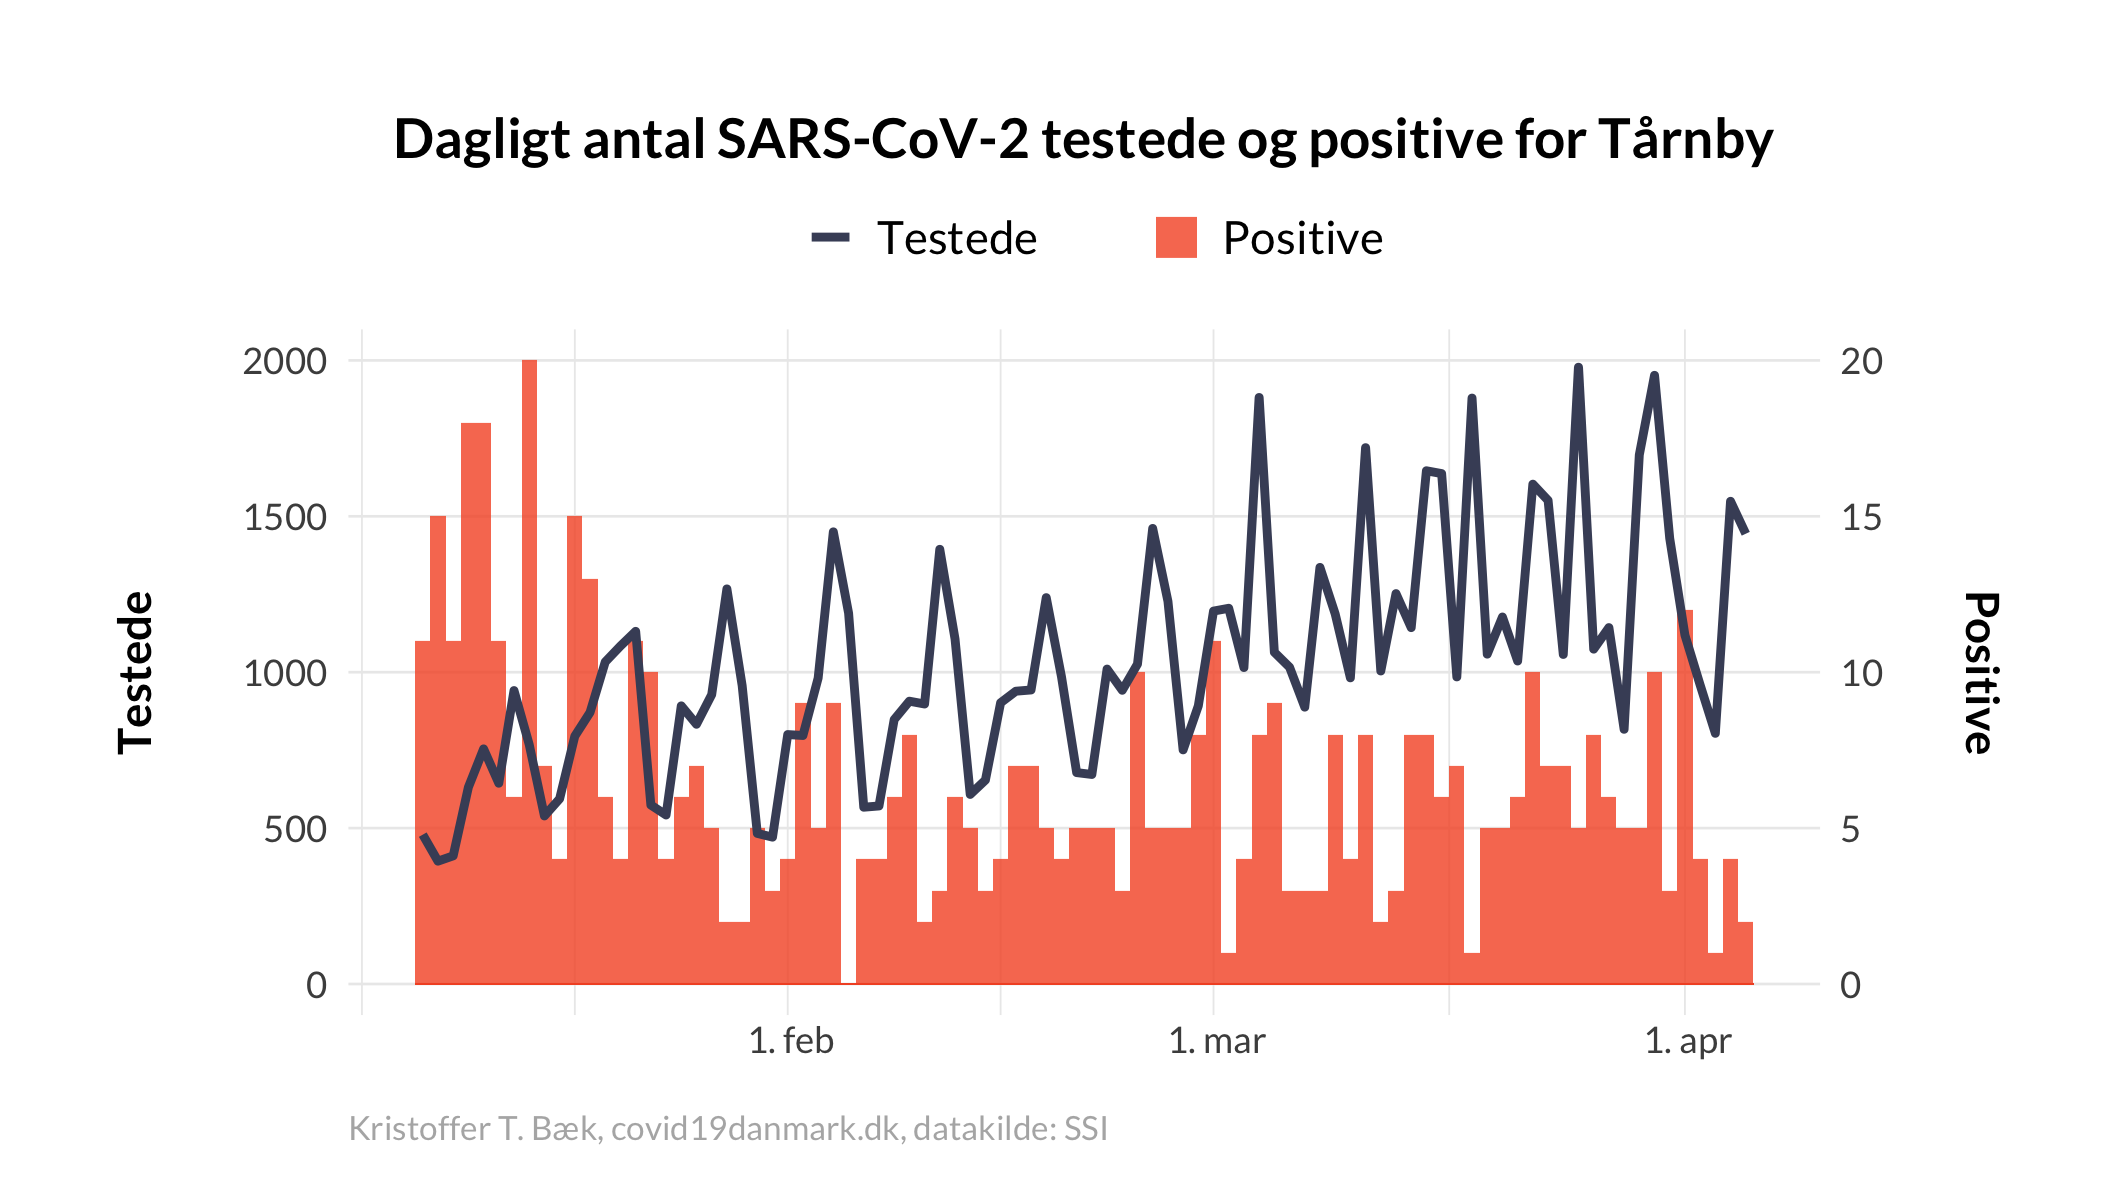 Dagligt antal SARS-CoV-2 testede og positive for Tårnby
Testede Positive
2000 20
1500 15
1000 10
500 5
0 0
Testede
Positive
1. feb 1. mar 1. apr
Kristoffer T. Bæk, covid19danmark.dk, datakilde: SSI